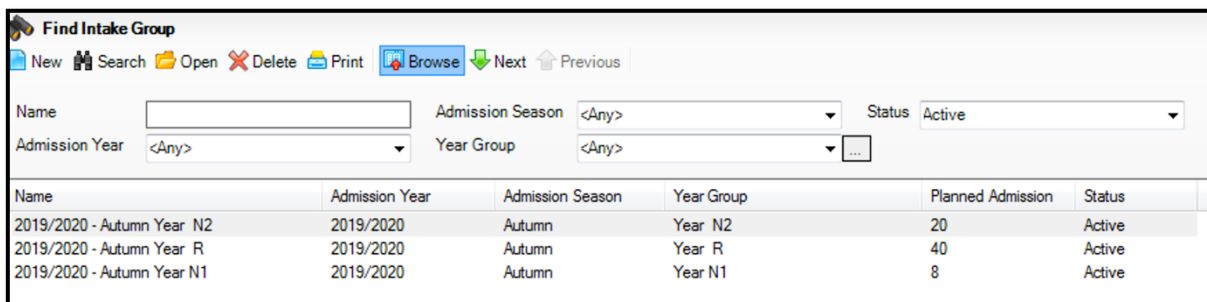 Find Intake Group
New Search Open Delete Print Browse Next Previous
Name Admission Season <Any> Status Active
Admission Year <Any> Year Group <Any> ...
Name Admission Year Admission Season Year Group Planned Admission Status
2019/2020 - Autumn Year N2 2019/2020 Autumn Year N2 20 Active
2019/2020 - Autumn Year R 2019/2020 Autumn Year R 40 Active
2019/2020 - Autumn Year N1 2019/2020 Autumn Year N1 8 Active